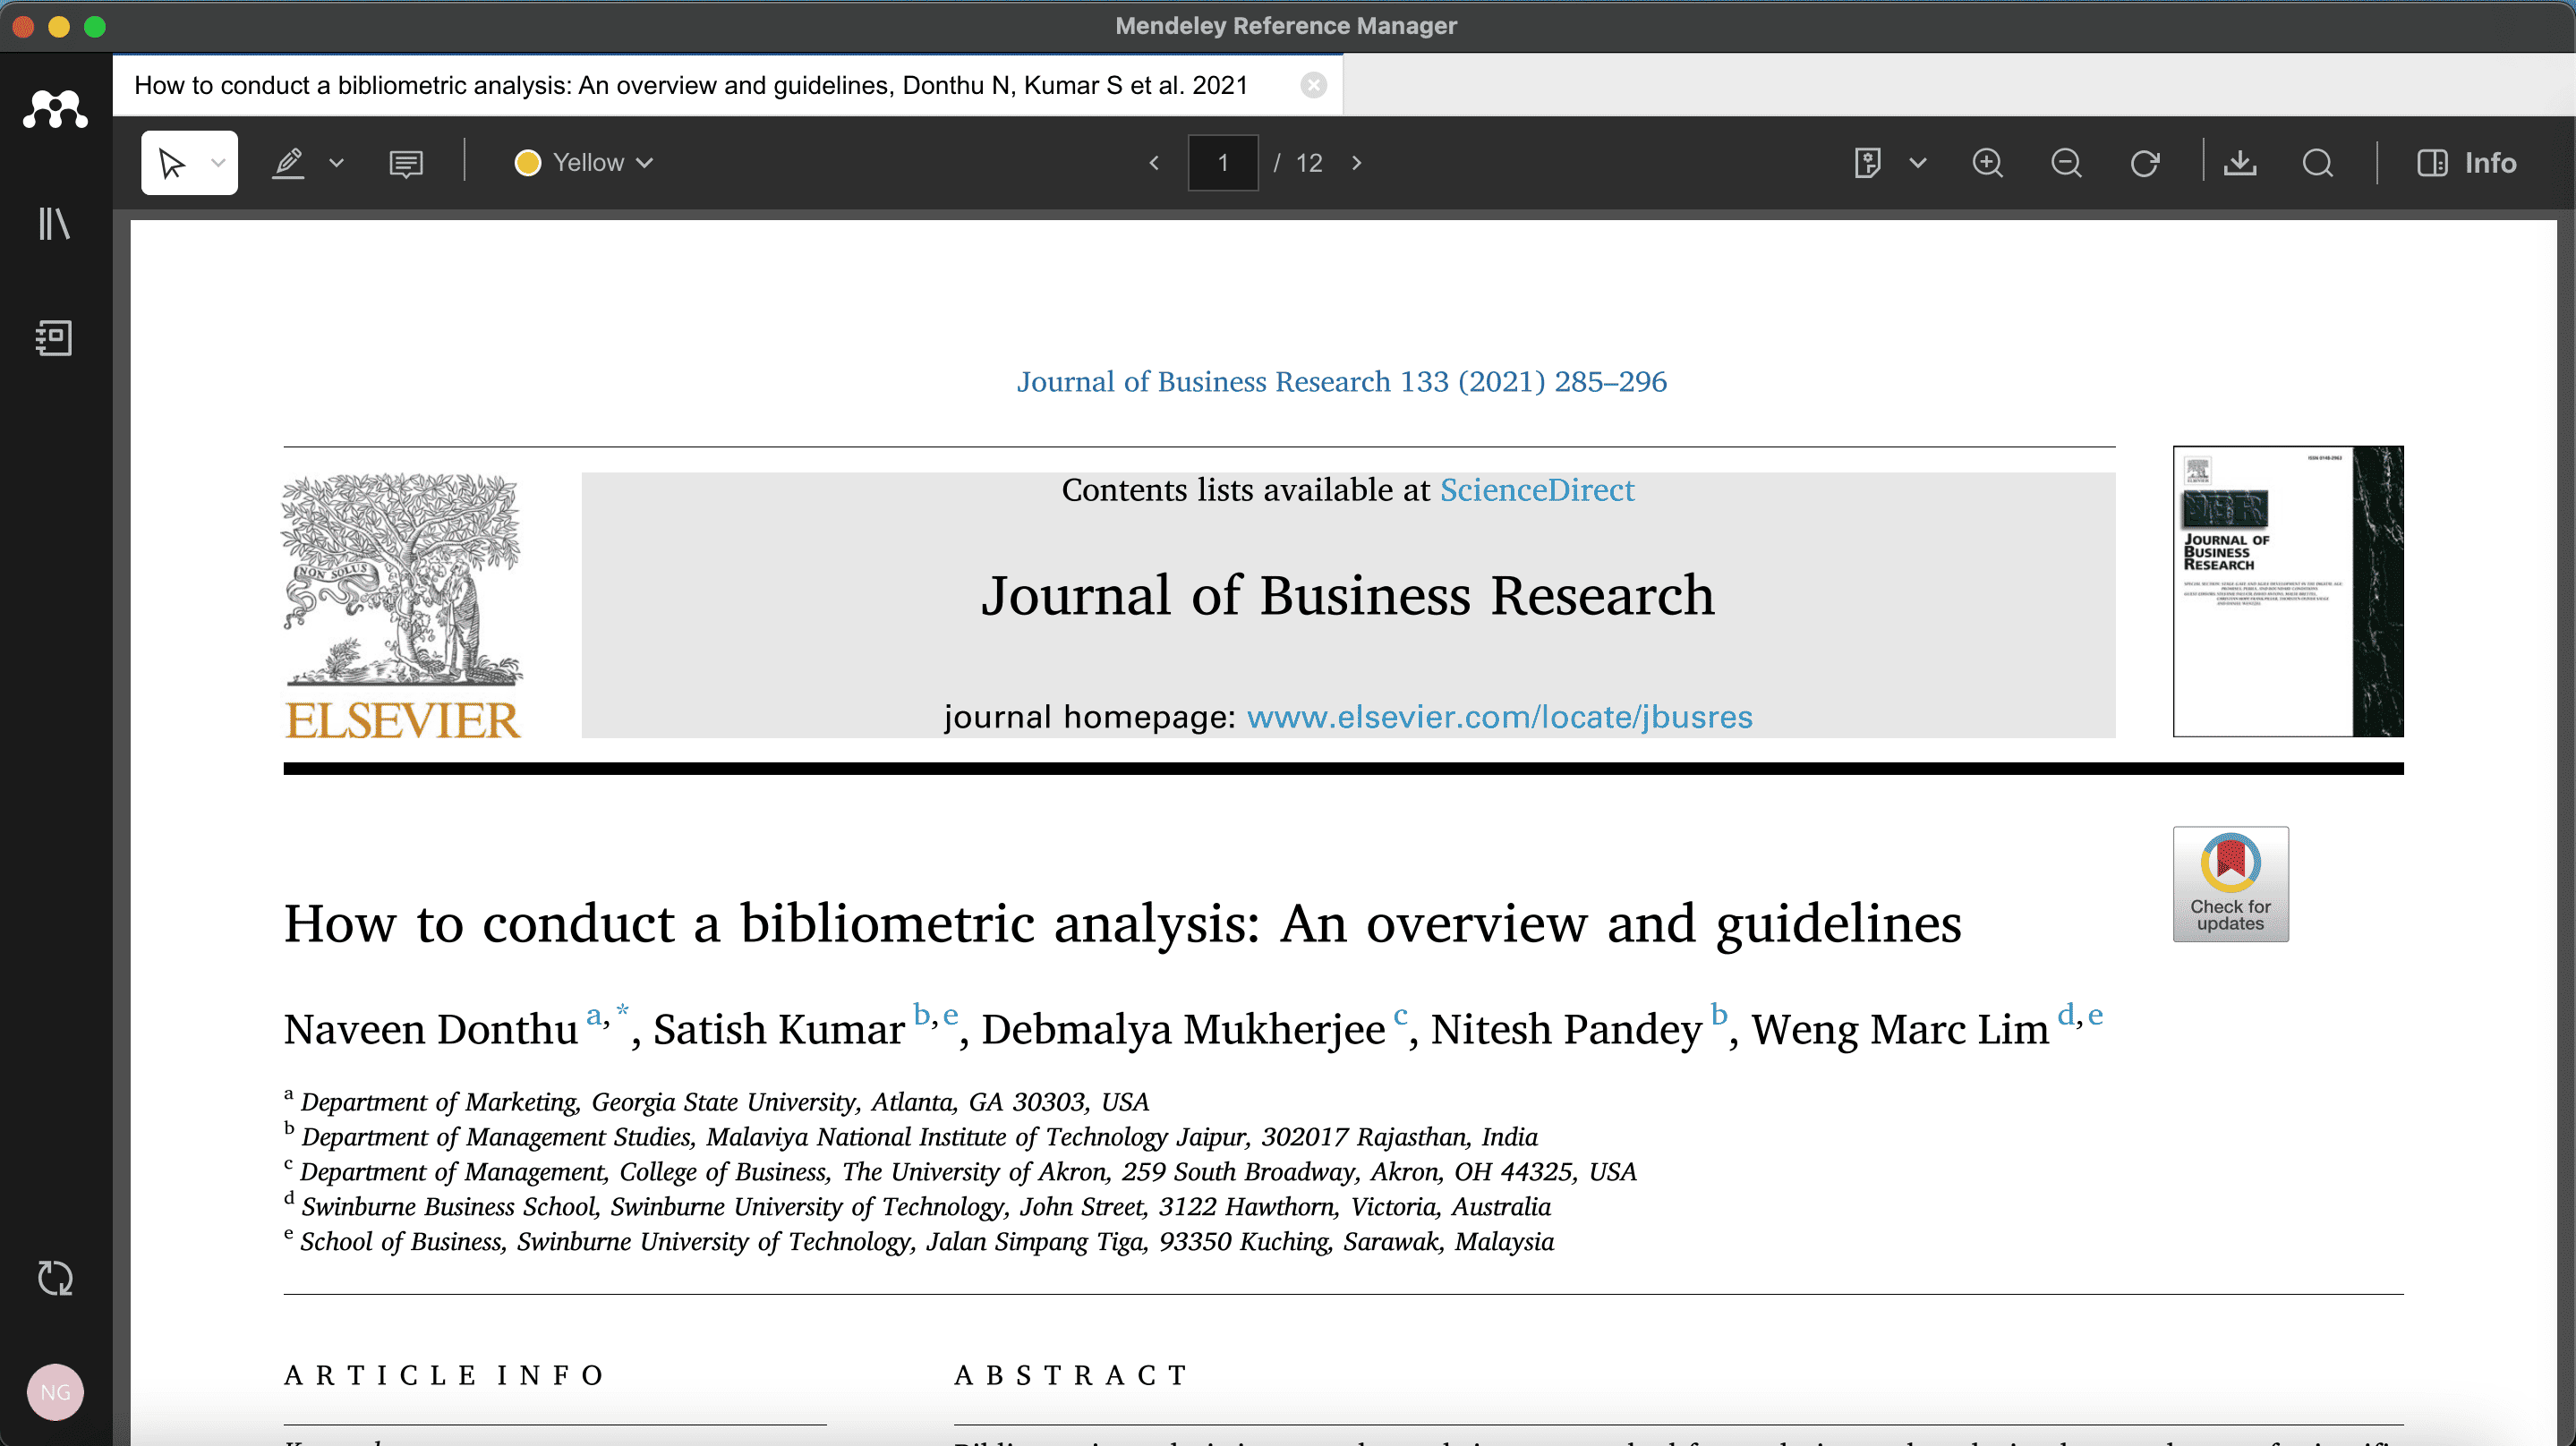 Mendeley Reference Manager
How to conduct a bibliometric analysis: An overview and guidelines, Donthu N, Kumar S et al. 2021
Yellow
1 / 12
Info
Journal of Business Research 133 (2021) 285–296
Contents lists available at ScienceDirect
Journal of Business Research
journal homepage: www.elsevier.com/locate/jbusres
NON SOLUS
ELSEVIER
ELSEVIER
JBR
JOURNAL OF
BUSINESS
RESEARCH
Check for
updates
How to conduct a bibliometric analysis: An overview and guidelines
Naveen Donthu a,*, Satish Kumar b,e, Debmalya Mukherjee c, Nitesh Pandey b, Weng Marc Lim d,e
a Department of Marketing, Georgia State University, Atlanta, GA 30303, USA
b Department of Management Studies, Malaviya National Institute of Technology Jaipur, 302017 Rajasthan, India
c Department of Management, College of Business, The University of Akron, 259 South Broadway, Akron, OH 44325, USA
d Swinburne Business School, Swinburne University of Technology, John Street, 3122 Hawthorn, Victoria, Australia
e School of Business, Swinburne University of Technology, Jalan Simpang Tiga, 93350 Kuching, Sarawak, Malaysia
ARTICLE INFO
ABSTRACT
NG